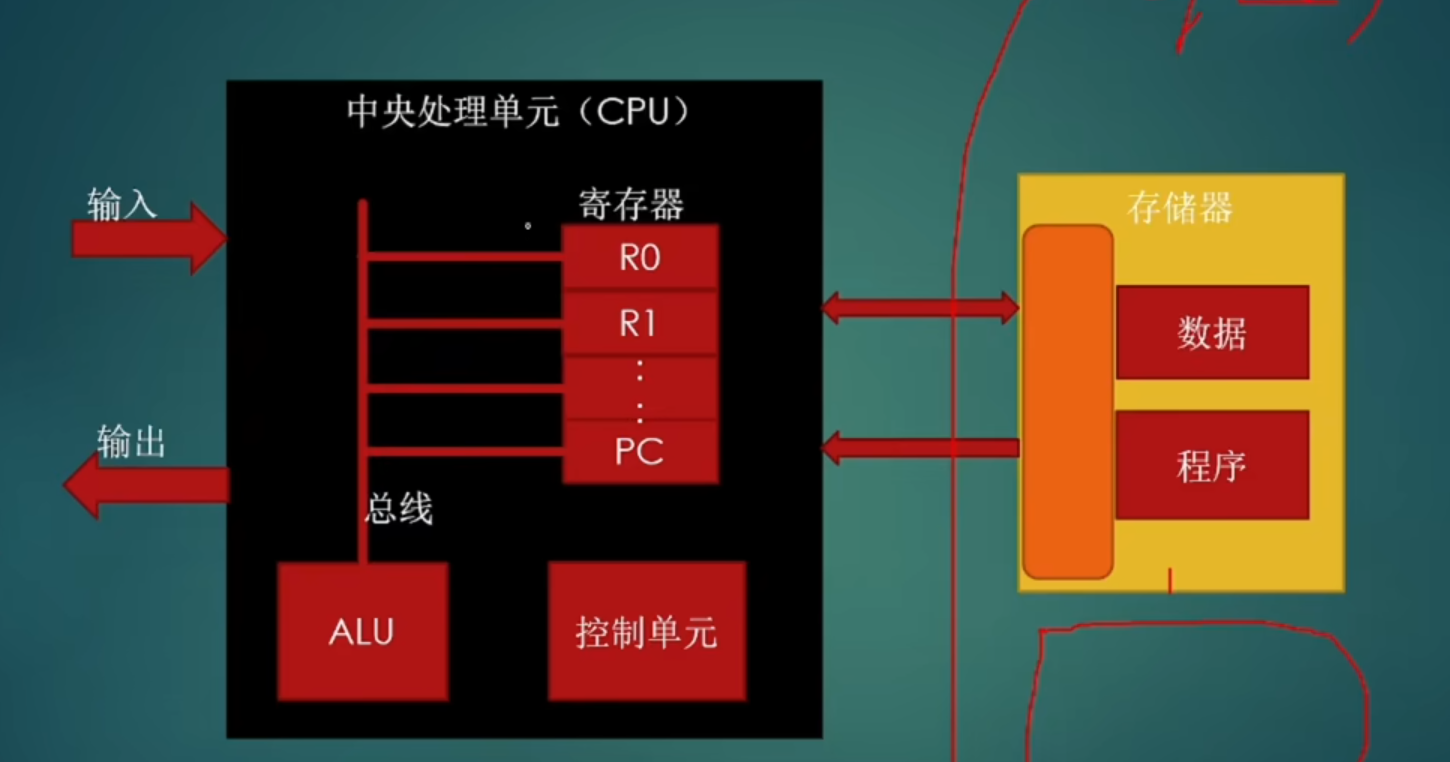 中央处理单元（CPU）
输入
寄存器
存储器
R0
R1
数据
输出
PC
程序
总线
ALU
控制单元